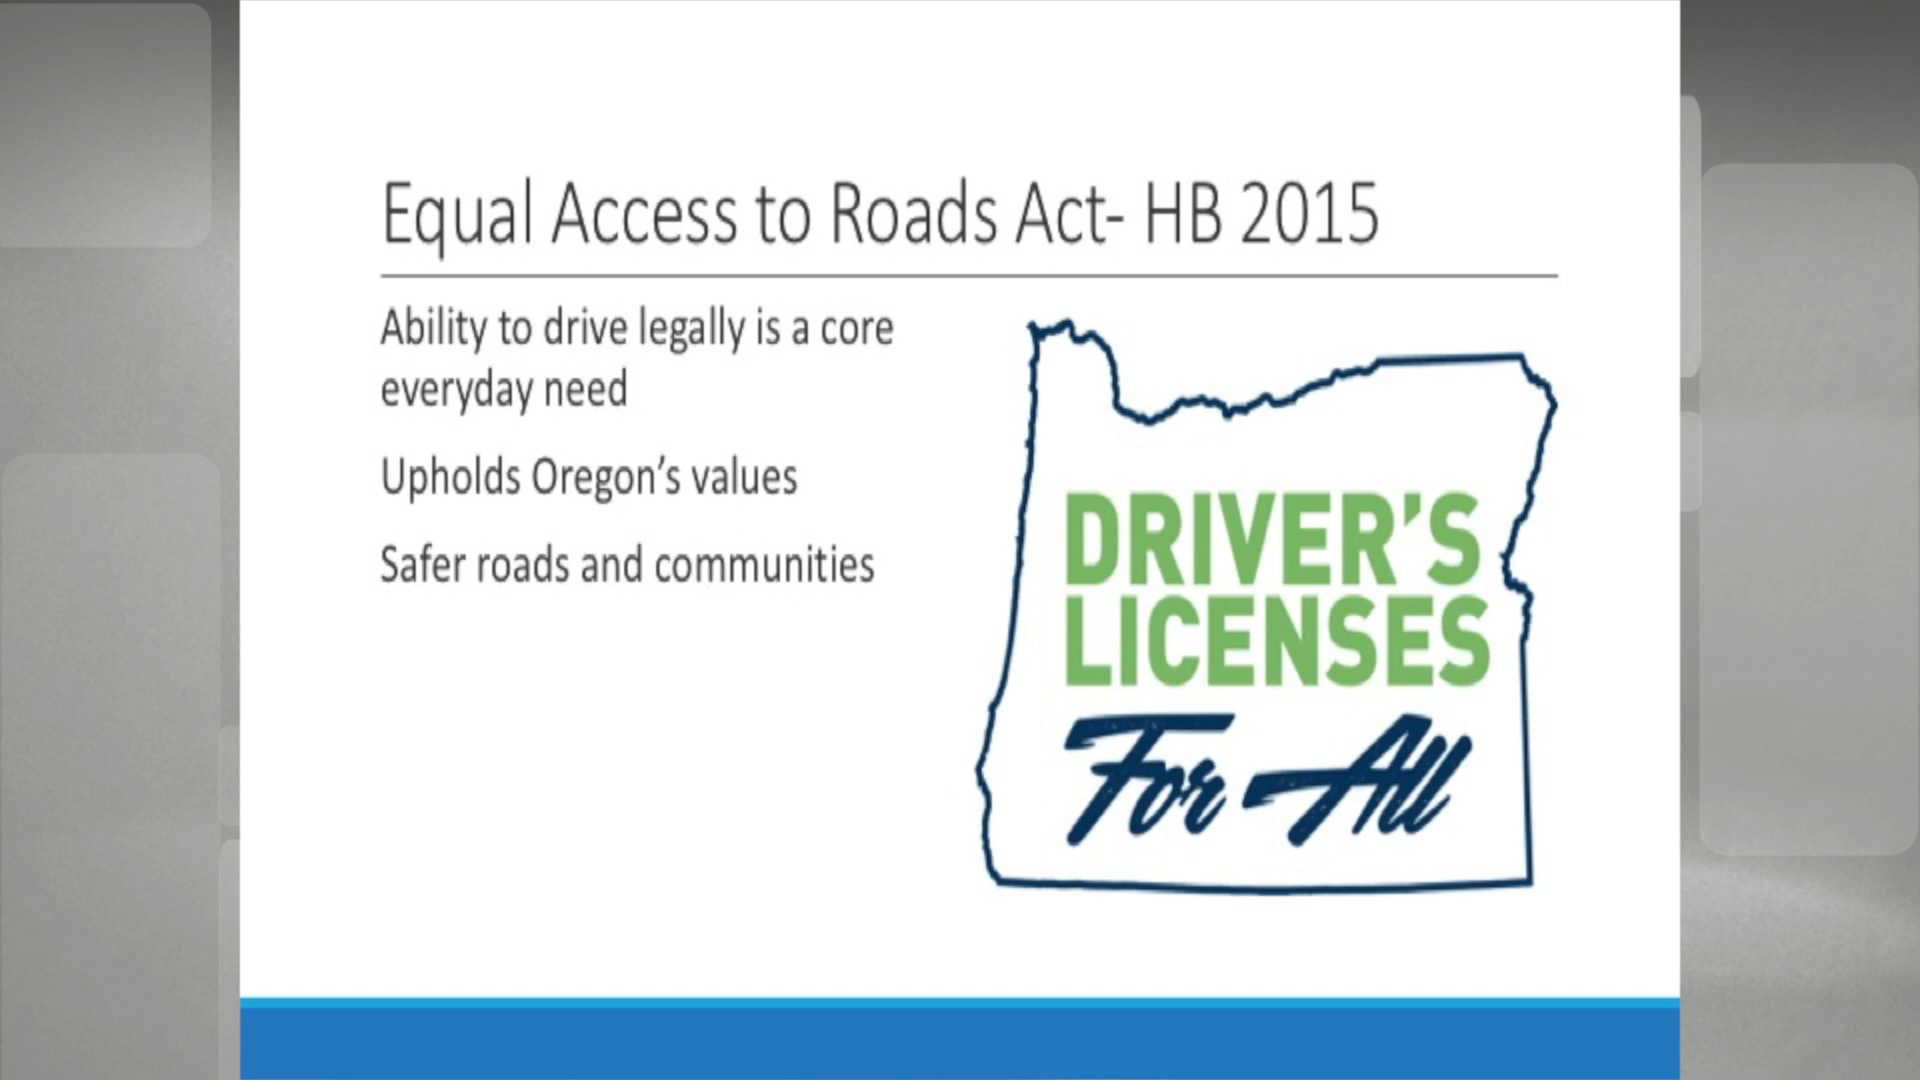 Equal Access to Roads Act- HB 2015
Ability to drive legally is a core
everyday need
Upholds Oregon’s values
Safer roads and communities
DRIVER’S
LICENSES
For All